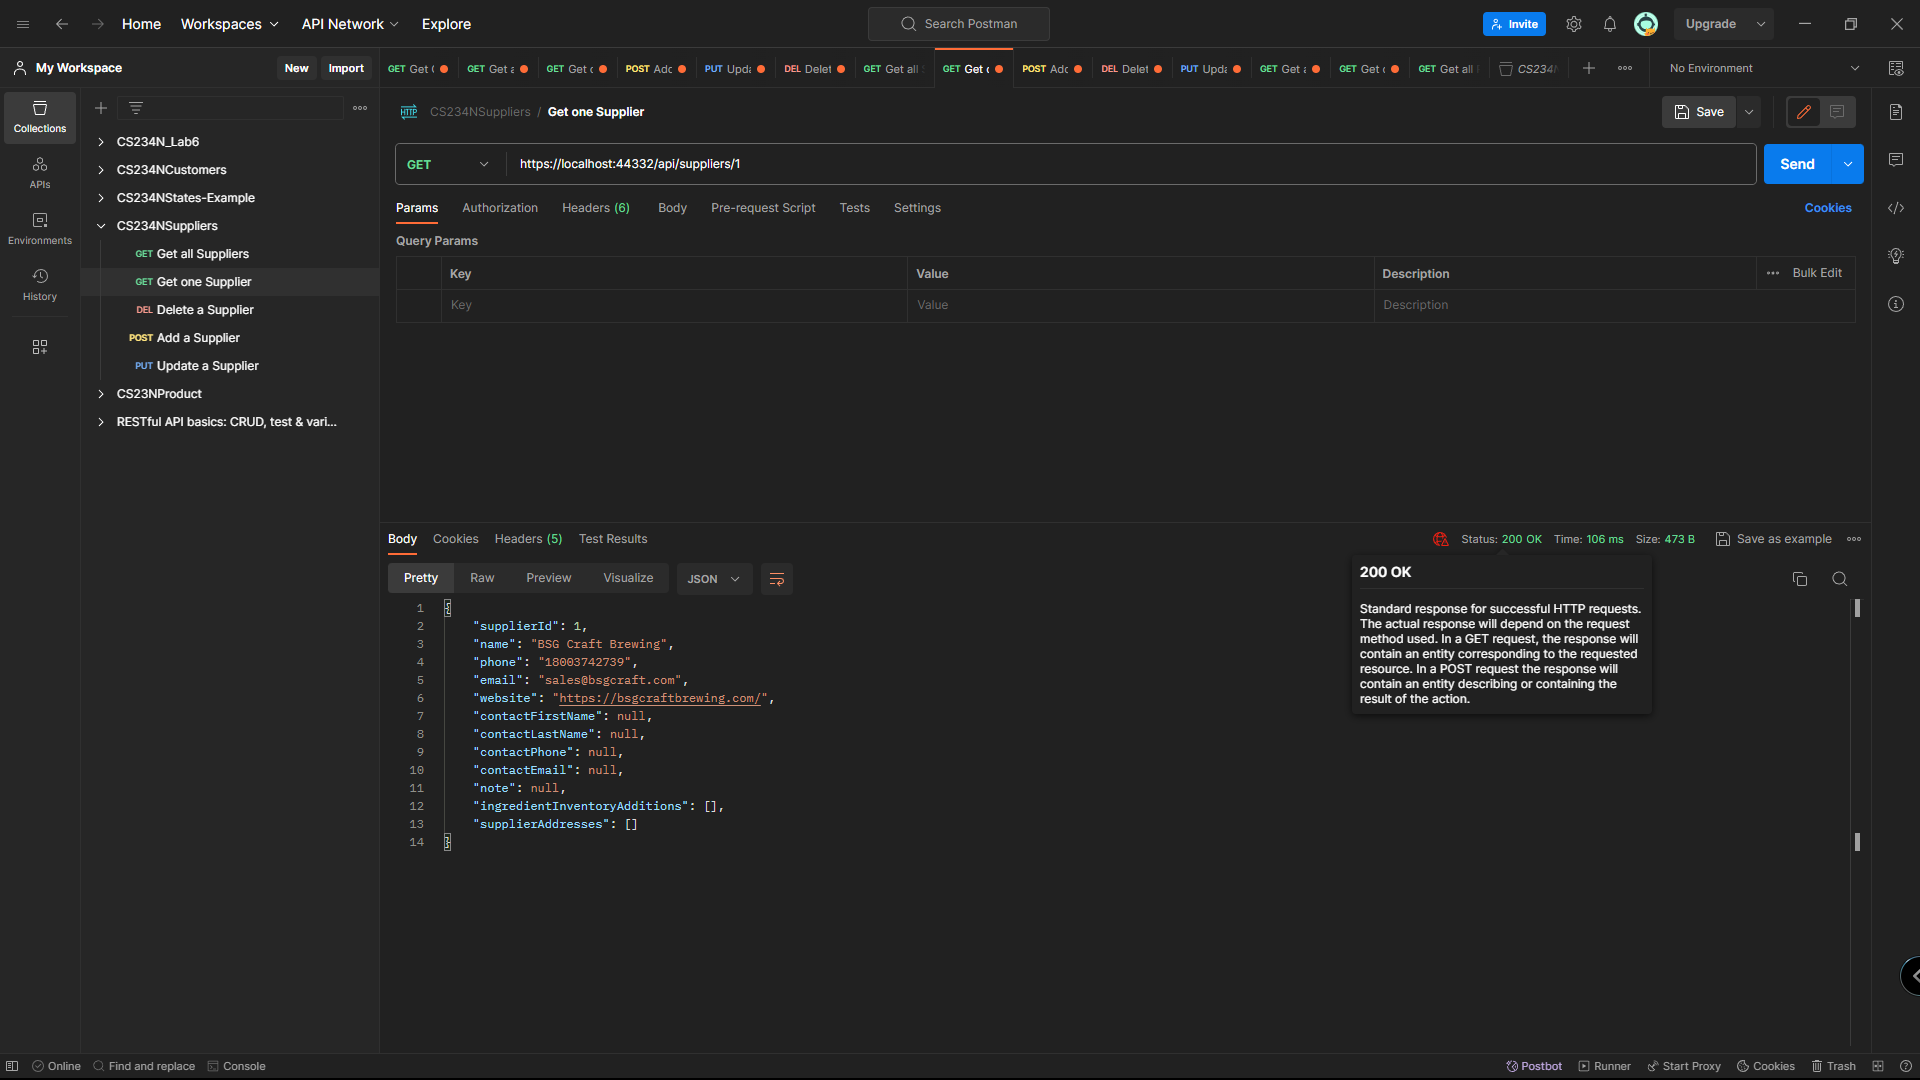 Home
Workspaces
API Network
Explore
Search Postman
Invite
Upgrade
My Workspace
New
Import
GET Get (
GET Get a
GET Get c
POST Adc
PUT Upda
DEL Delet
GET Get all
GET Get c
POST Adc
DEL Delet
PUT Upda
GET Get a
GET Get c
GET Get all
CS234N
No Environment
Collections
APIs
Environments
History
CS234N_Lab6
CS234NCustomers
CS234NStates-Example
CS234NSuppliers
GET Get all Suppliers
GET Get one Supplier
DEL Delete a Supplier
POST Add a Supplier
PUT Update a Supplier
CS23NProduct
RESTful API basics: CRUD, test & vari...
HTTP CS234NSuppliers / Get one Supplier
Save
GET https://localhost:44332/api/suppliers/1
Send
Params Authorization Headers (6) Body Pre-request Script Tests Settings
Cookies
Query Params
Key Value Description Bulk Edit
Key Value Description
Body Cookies Headers (5) Test Results
Status: 200 OK Time: 106 ms Size: 473 B
Save as example
Pretty Raw Preview Visualize JSON
200 OK
Standard response for successful HTTP requests.
The actual response will depend on the request
method used. In a GET request, the response will
contain an entity corresponding to the requested
resource. In a POST request the response will
contain an entity describing or containing the
result of the action.
1 {
2 "supplierId": 1,
3 "name": "BSG Craft Brewing",
4 "phone": "18003742739",
5 "email": "sales@bsgcraft.com",
6 "website": "https://bsgcraftbrewing.com/",
7 "contactFirstName": null,
8 "contactLastName": null,
9 "contactPhone": null,
10 "contactEmail": null,
11 "note": null,
12 "ingredientInventoryAdditions": [],
13 "supplierAddresses": []
14 }
Online
Find and replace
Console
Postbot
Runner
Start Proxy
Cookies
Trash